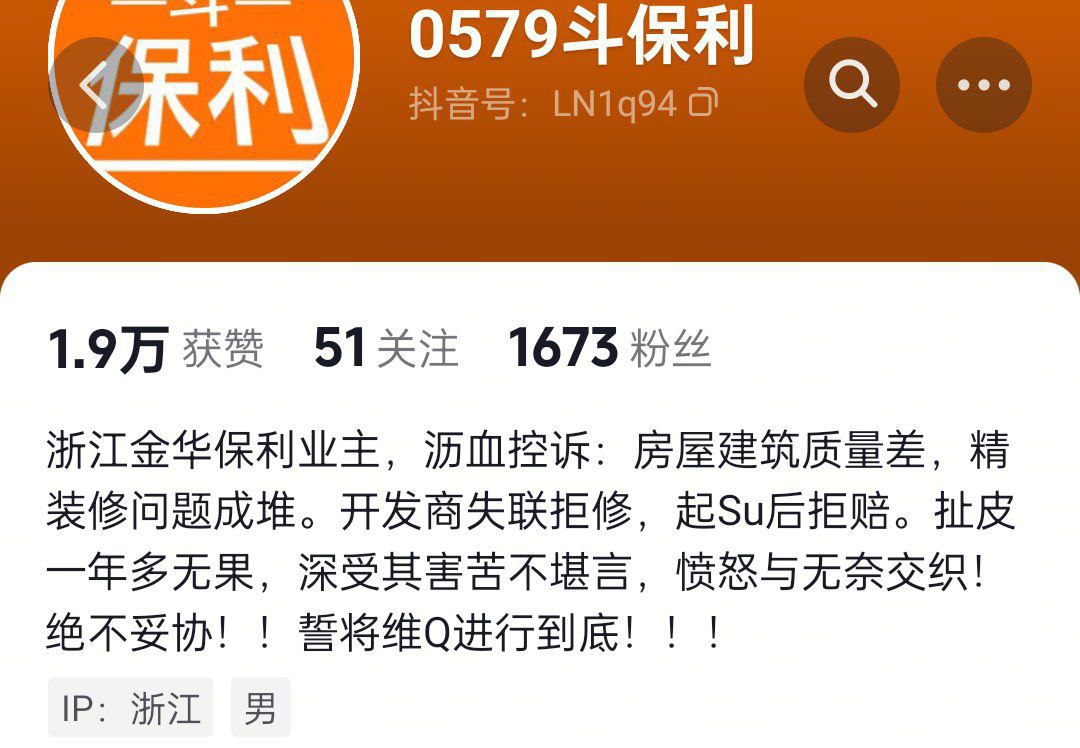 一斗一
保利
0579斗保利
抖音号：LN1q94
1.9万 获赞 51 关注 1673 粉丝
浙江金华保利业主，沥血控诉：房屋建筑质量差，精
装修问题成堆。开发商失联拒修，起Su后拒赔。扯皮
一年多无果，深受其害苦不堪言，愤怒与无奈交织！
绝不妥协！！誓将维Q进行到底！！！
IP：浙江 男